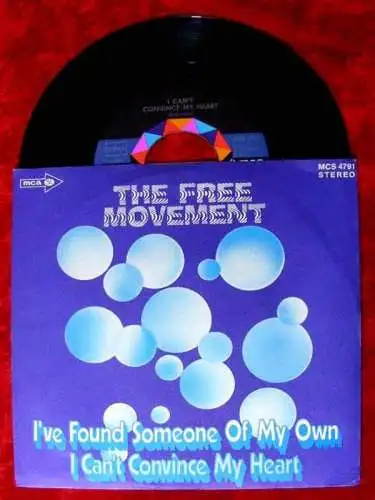 I CAN'T
CONVINCE MY HEART
mca
MCS 4791
STEREO
THE FREE
MOVEMENT
I've Found Someone Of My Own
I Can't Convince My Heart